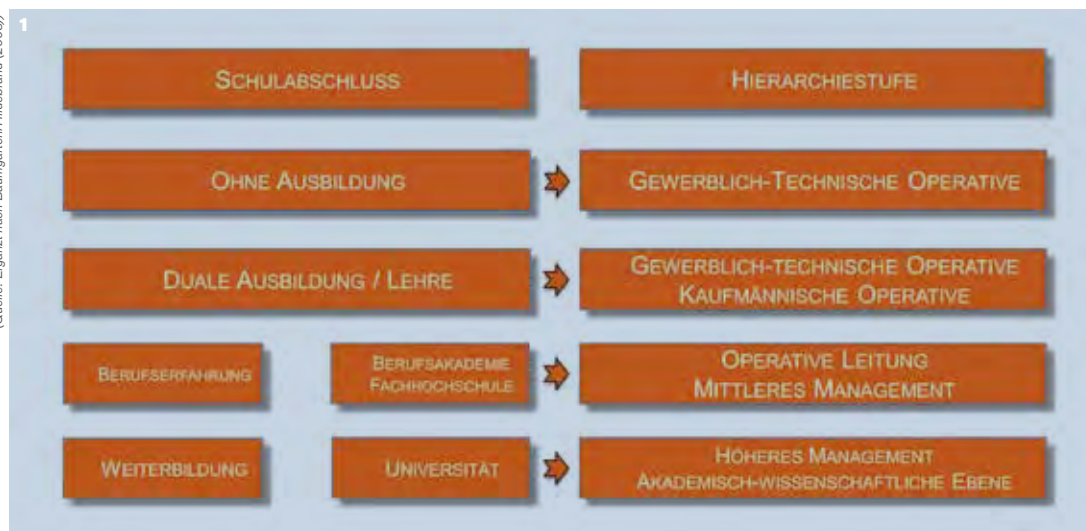 1
SCHULABSCHLUSS
HIERARCHIESTUFE
OHNE AUSBILDUNG
GEWERBLICH-TECHNISCHE OPERATIVE
DUALE AUSBILDUNG / LEHRE
GEWERBLICH-TECHNISCHE OPERATIVE
KAUFMÄNNISCHE OPERATIVE
BERUFSERFAHRUNG
BERUFSAKADEMIE
FACHHOCHSCHULE
OPERATIVE LEITUNG
MITTLERES MANAGEMENT
WEITERBILDUNG
UNIVERSITÄT
HÖHERES MANAGEMENT
AKADEMISCH-WISSENSCHAFTLICHE EBENE